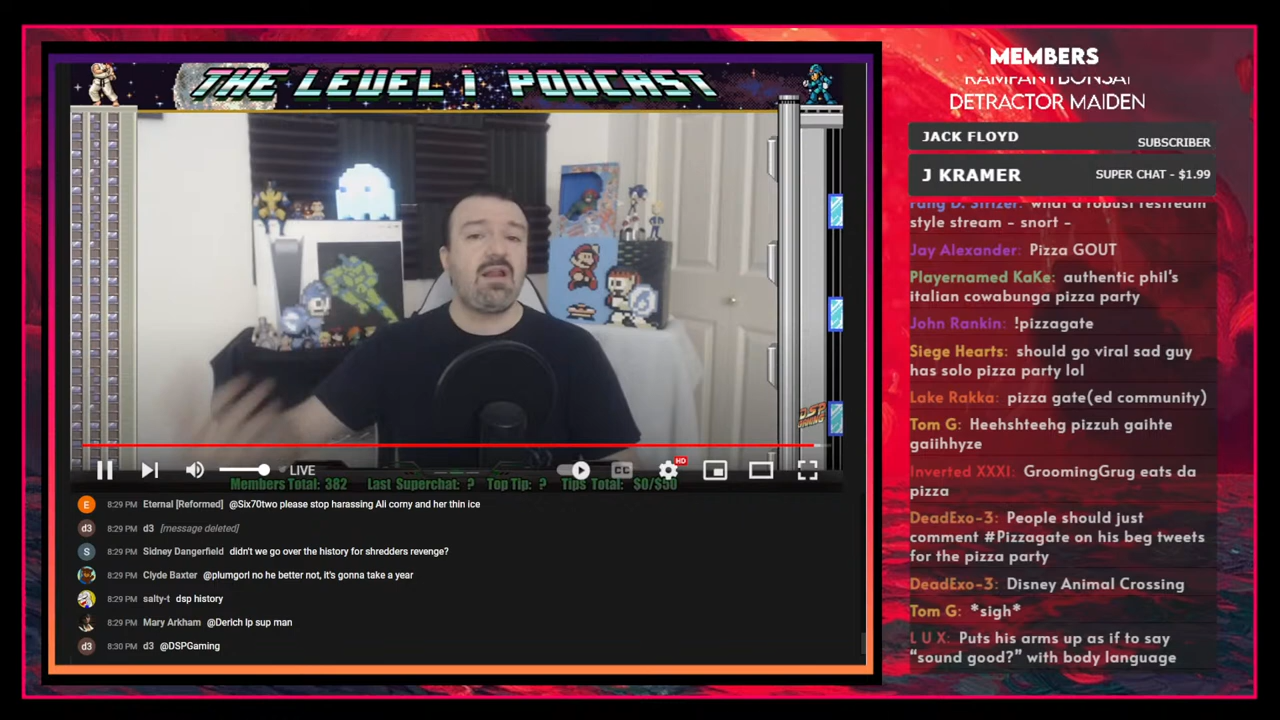 THE LEVEL 1 PODCAST
LIVE
CC
HD
Members Total: 382 Last Superchat: ? Top Tip: ? Tips Total: $0/$50
E 8:29 PM Eternal [Reformed] @Six70two please stop harassing Ali corny and her thin ice
d3 8:29 PM d3 [message deleted]
S 8:29 PM Sidney Dangerfield didn't we go over the history for shredders revenge?
8:29 PM Clyde Baxter @plumgorl no he better not, it's gonna take a year
8:29 PM salty-t dsp history
8:29 PM Mary Arkham @Derich lp sup man
d3 8:30 PM d3 @DSPGaming
MEMBERS
RAMPANTBONSAI
DETRACTOR MAIDEN
JACK FLOYD SUBSCRIBER
J KRAMER SUPER CHAT - $1.99
Fang D. Strizer: what a robust restream
style stream - snort -
Jay Alexander: Pizza GOUT
Playernamed KaKe: authentic phil's
italian cowabunga pizza party
John Rankin: !pizzagate
Siege Hearts: should go viral sad guy
has solo pizza party lol
Lake Rakka: pizza gate(ed community)
Tom G: Heehshteehg pizzuh gaihte
gaiihhyze
Inverted XXXI: GroomingGrug eats da
pizza
DeadExo-3: People should just
comment #Pizzagate on his beg tweets
for the pizza party
DeadExo-3: Disney Animal Crossing
Tom G: *sigh*
L U X: Puts his arms up as if to say
“sound good?” with body language